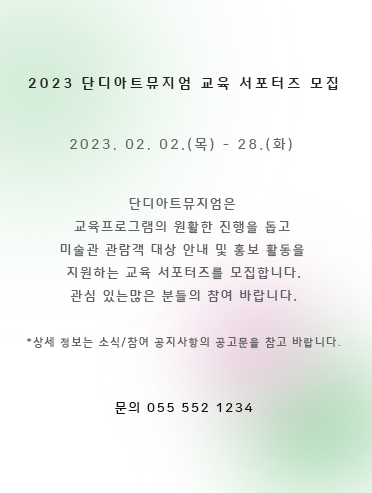 2023 단디아트뮤지엄 교육 서포터즈 모집
2023. 02. 02.(목) - 28.(화)
단디아트뮤지엄은
교육프로그램의 원활한 진행을 돕고
미술관 관람객 대상 안내 및 홍보 활동을
지원하는 교육 서포터즈를 모집합니다.
관심 있는많은 분들의 참여 바랍니다.
*상세 정보는 소식/참여 공지사항의 공고문을 참고 바랍니다.
문의 055 552 1234